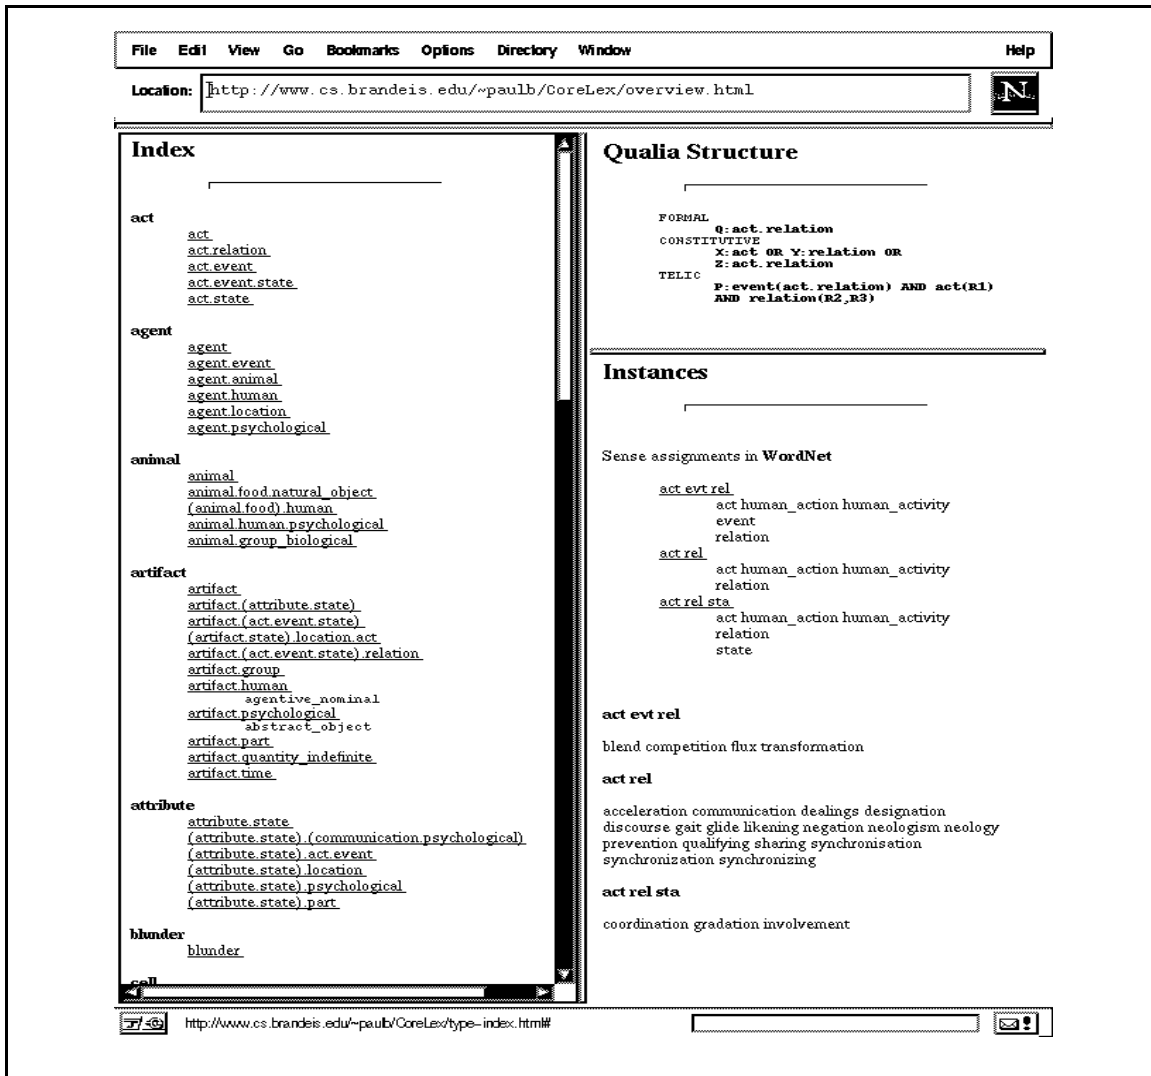 File Edit View Go Bookmarks Options Directory Window Help
Location: http://www.cs.brandeis.edu/~paulb/CoreLex/overview.html
N
Index
act
act
act.relation
act.event
act.event.state
act.state
agent
agent
agent.event
agent.animal
agent.human
agent.location
agent.psychological
animal
animal
animal.food.natural_object
(animal.food).human
animal.human.psychological
animal.group_biological
artifact
artifact
artifact.(attribute.state)
artifact.(act.event.state)
(artifact.state).location.act
artifact.(act.event.state).relation
artifact.group
artifact.human
agentive_nominal
artifact.psychological
abstract_object
artifact.part
artifact.quantity_indefinite
artifact.time
attribute
attribute.state
(attribute.state).(communication.psychological)
(attribute.state).act.event
(attribute.state).location
(attribute.state).psychological
(attribute.state).part
blunder
blunder
cell
Qualia Structure
FORMAL
Q:act.relation
CONSTITUTIVE
X:act OR Y:relation OR
Z:act.relation
TELIC
P:event(act.relation) AND act(R1)
AND relation(R2,R3)
Instances
Sense assignments in WordNet
act evt rel
act human_action human_activity
event
relation
act rel
act human_action human_activity
relation
act rel sta
act human_action human_activity
relation
state
act evt rel
blend competition flux transformation
act rel
acceleration communication dealings designation
discourse gait glide likening negation neologism neology
prevention qualifying sharing synchronisation
synchronization synchronizing
act rel sta
coordination gradation involvement
http://www.cs.brandeis.edu/~paulb/CoreLex/type-index.html#